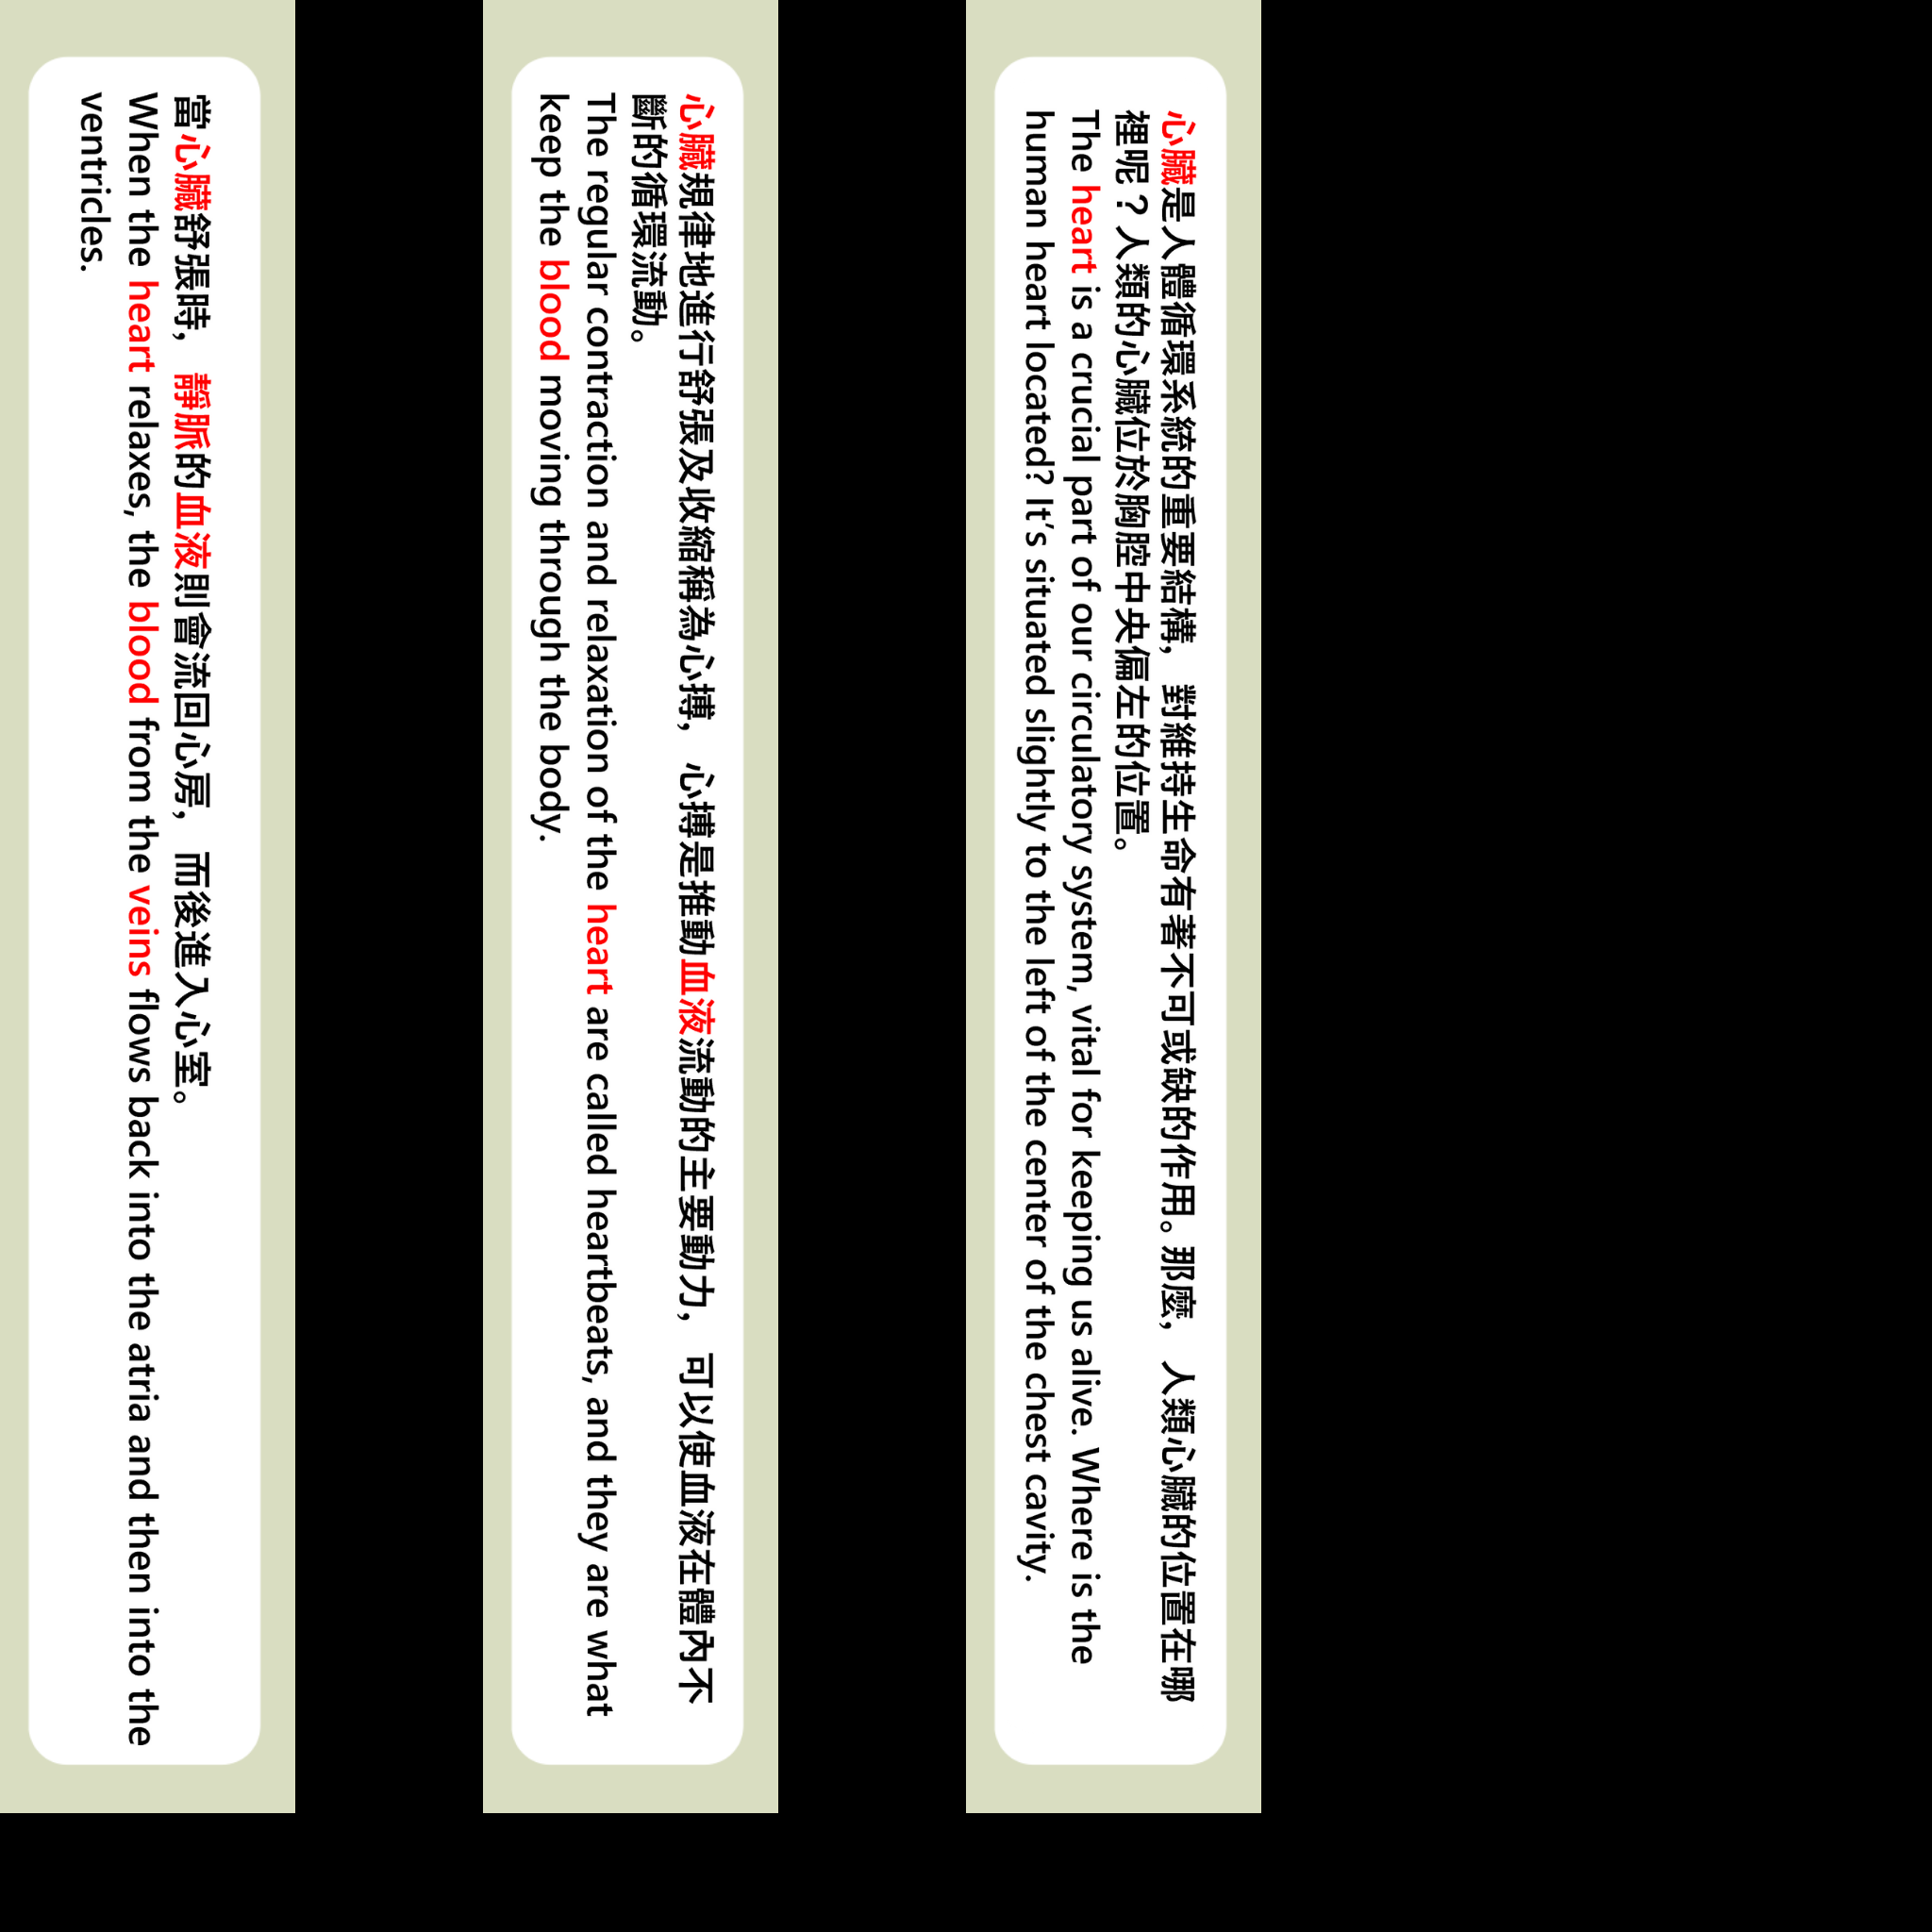 心臟是人體循環系統的重要結構，對維持生命有著不可或缺的作用。那麼，人類心臟的位置在哪
裡呢？人類的心臟位於胸腔中央偏左的位置。
The heart is a crucial part of our circulatory system, vital for keeping us alive. Where is the
human heart located? It's situated slightly to the left of the center of the chest cavity.
心臟規律地進行舒張及收縮稱為心搏，心搏是推動血液流動的主要動力，可以使血液在體內不
斷的循環流動。
The regular contraction and relaxation of the heart are called heartbeats, and they are what
keep the blood moving through the body.
當心臟舒張時，靜脈的血液則會流回心房，而後進入心室。
When the heart relaxes, the blood from the veins flows back into the atria and then into the
ventricles.